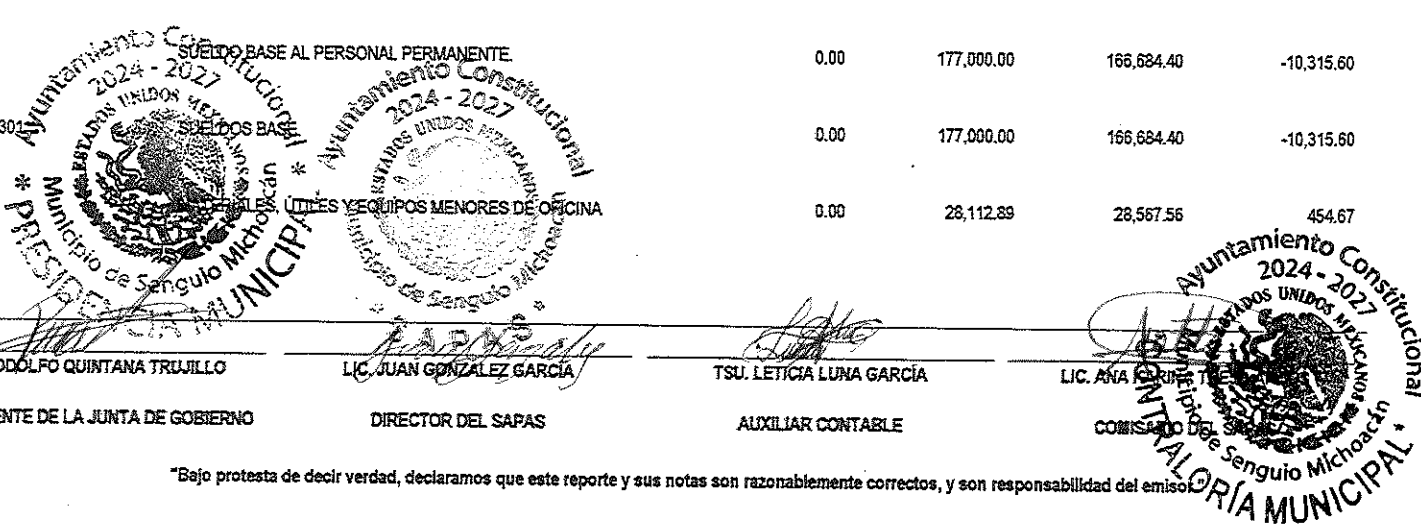 SUELDO BASE AL PERSONAL PERMANENTE. 0.00 177,000.00 166,684.40 -10,315.60
301 SUELDOS BASE 0.00 177,000.00 166,684.40 -10,315.60
ÚTILES Y EQUIPOS MENORES DE OFICINA 0.00 28,112.89 28,567.56 454.67
Ayuntamiento Constitucional
2024 - 2027
ESTADOS UNIDOS MEXICANOS
Municipio de Senguio Michoacán
* PRESIDENCIA MUNICIPAL *
Ayuntamiento Constitucional
2024 - 2027
ESTADOS UNIDOS MEXICANOS
Municipio de Senguio Michoacán
* SAPAS *
Ayuntamiento Constitucional
2024 - 2027
ESTADOS UNIDOS MEXICANOS
Municipio de Senguio Michoacán
CONTRALORÍA MUNICIPAL *
QUINTANA TRUJILLO LIC. JUAN GONZALEZ GARCÍA TSU. LETICIA LUNA GARCÍA LIC. ANA
DE LA JUNTA DE GOBIERNO DIRECTOR DEL SAPAS AUXILIAR CONTABLE COMISARIO DEL
"Bajo protesta de decir verdad, declaramos que este reporte y sus notas son razonablemente correctos, y son responsabilidad del emisor."